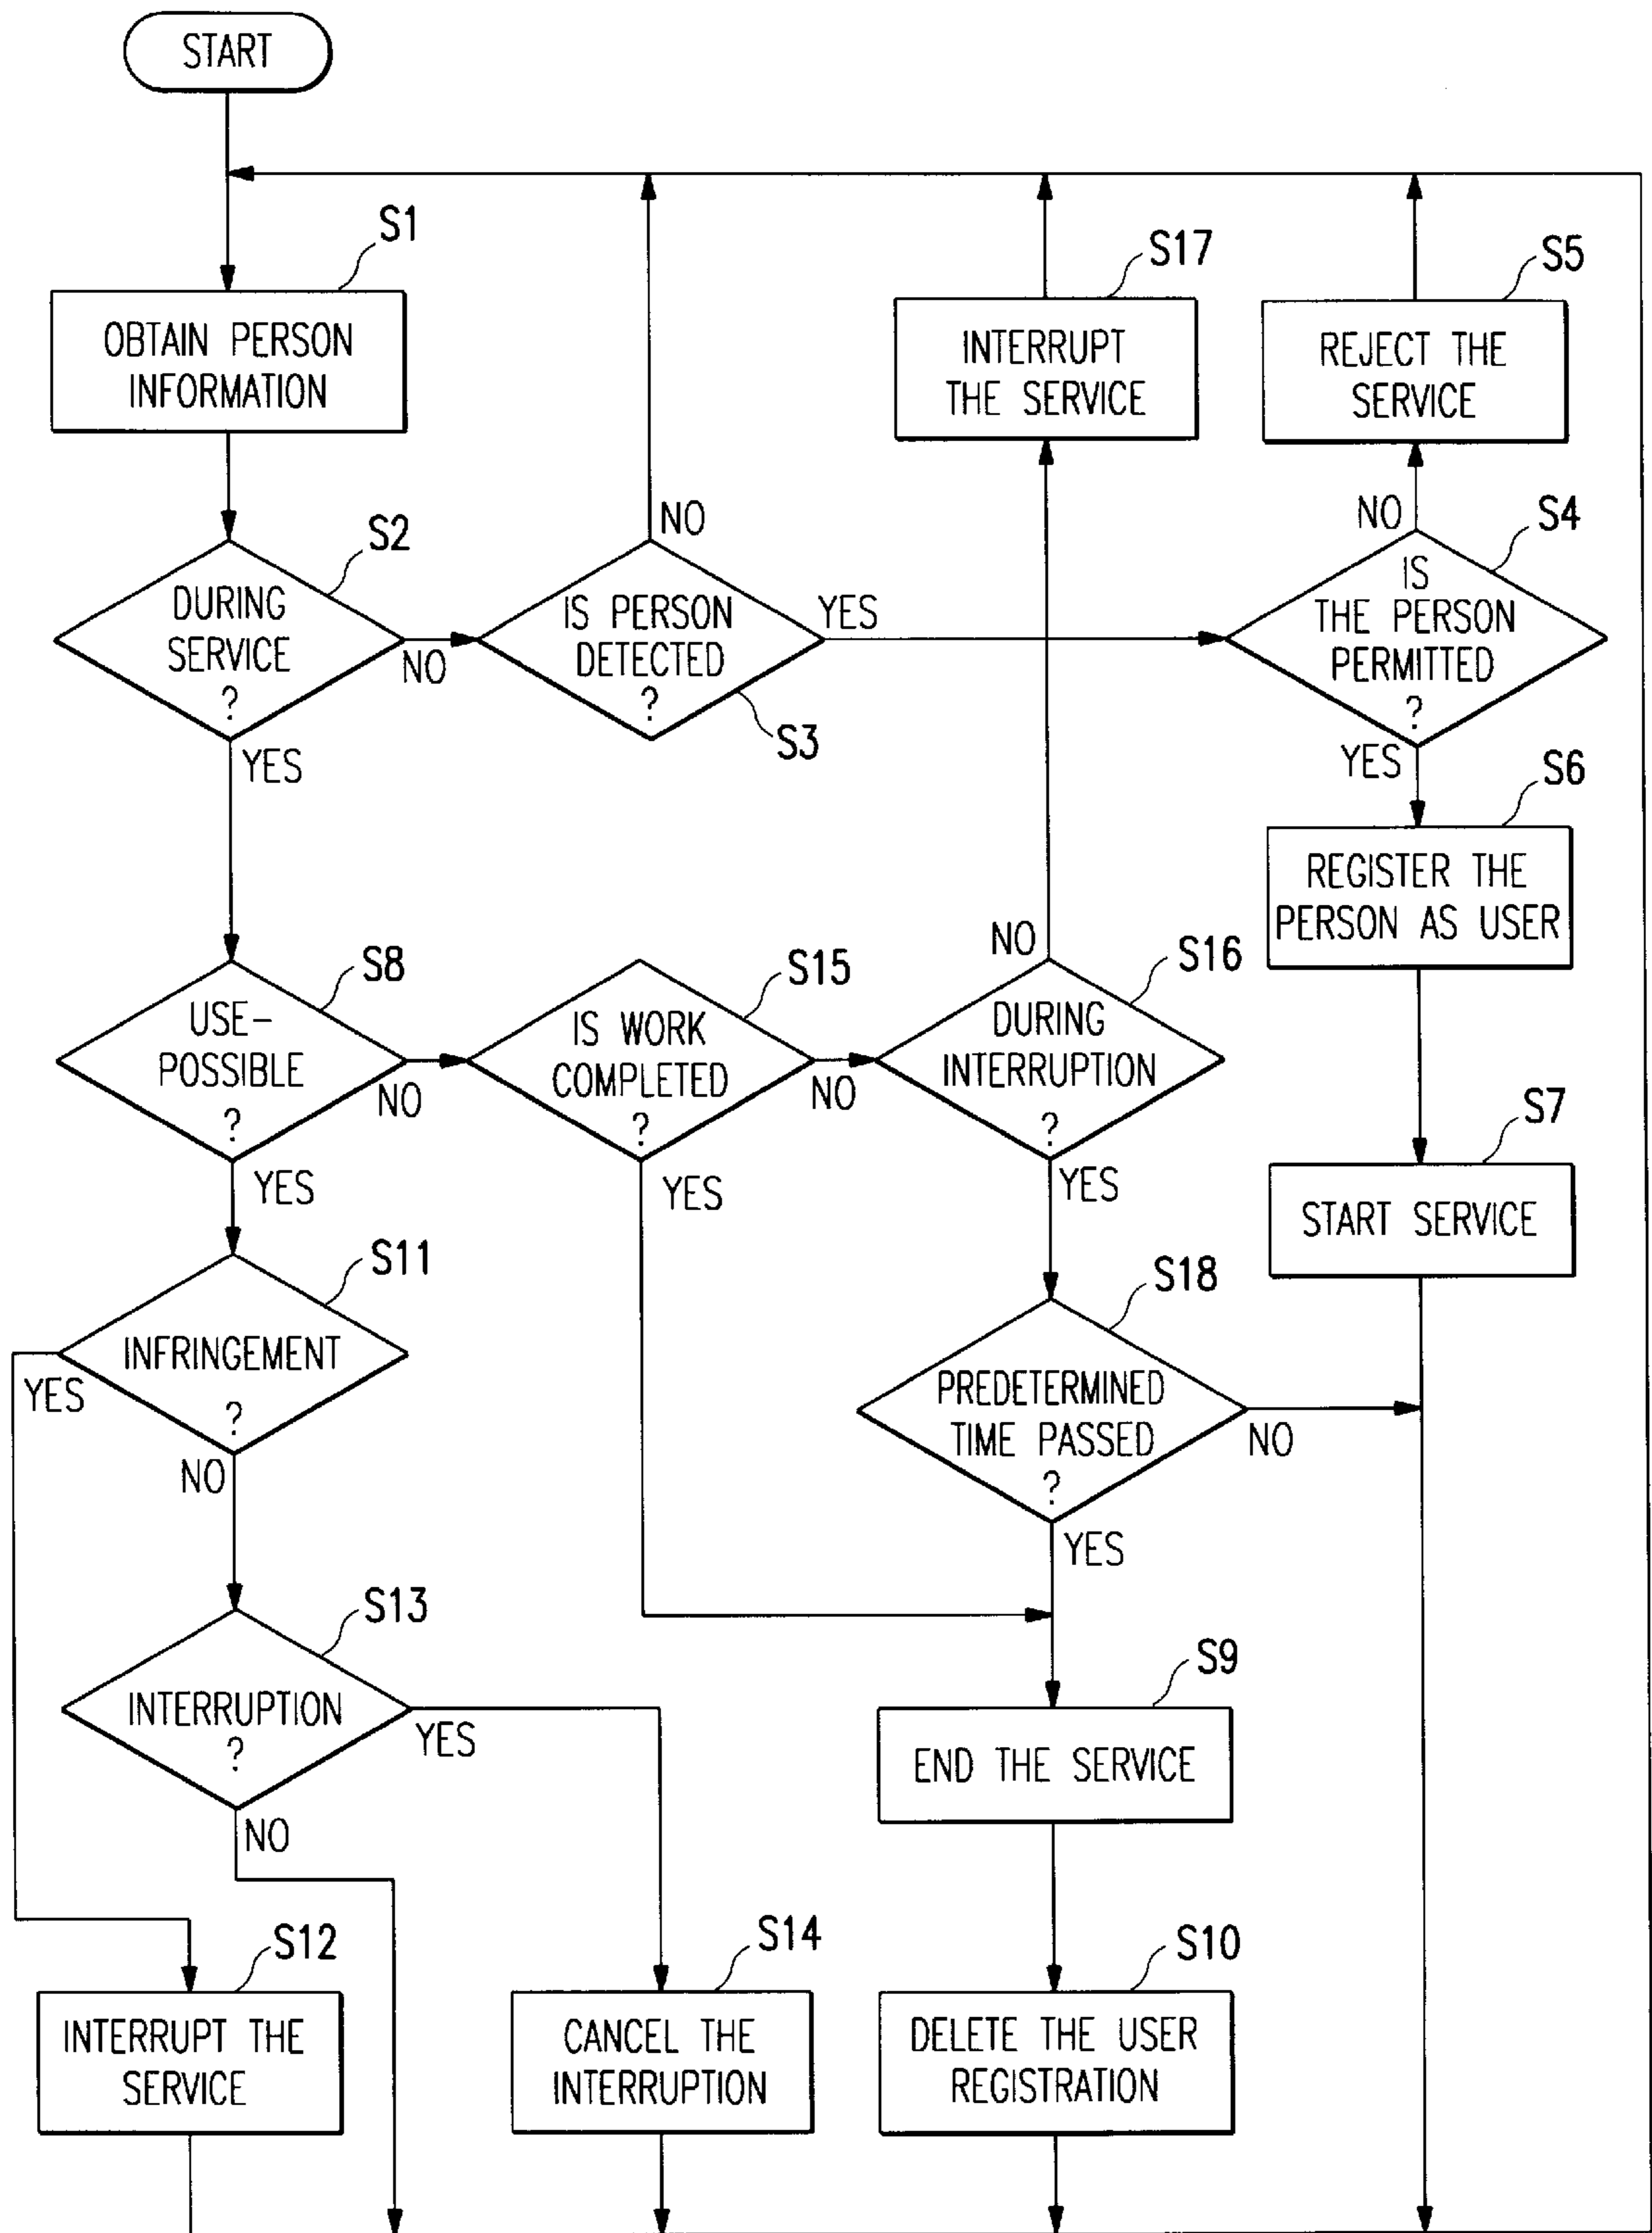 START
S1
OBTAIN PERSON
INFORMATION
S17
INTERRUPT
THE SERVICE
S5
REJECT THE
SERVICE
S2
DURING
SERVICE
?
NO
YES
NO
IS PERSON
DETECTED
?
YES
S3
NO
S4
IS
THE PERSON
PERMITTED
?
YES
S6
REGISTER THE
PERSON AS USER
S8
USE-
POSSIBLE
?
NO
YES
S15
IS WORK
COMPLETED
?
NO
YES
NO
S16
DURING
INTERRUPTION
?
YES
S7
START SERVICE
S11
INFRINGEMENT
?
YES
NO
S18
PREDETERMINED
TIME PASSED
?
NO
YES
S13
INTERRUPTION
?
YES
NO
S9
END THE SERVICE
S12
INTERRUPT THE
SERVICE
S14
CANCEL THE
INTERRUPTION
S10
DELETE THE USER
REGISTRATION